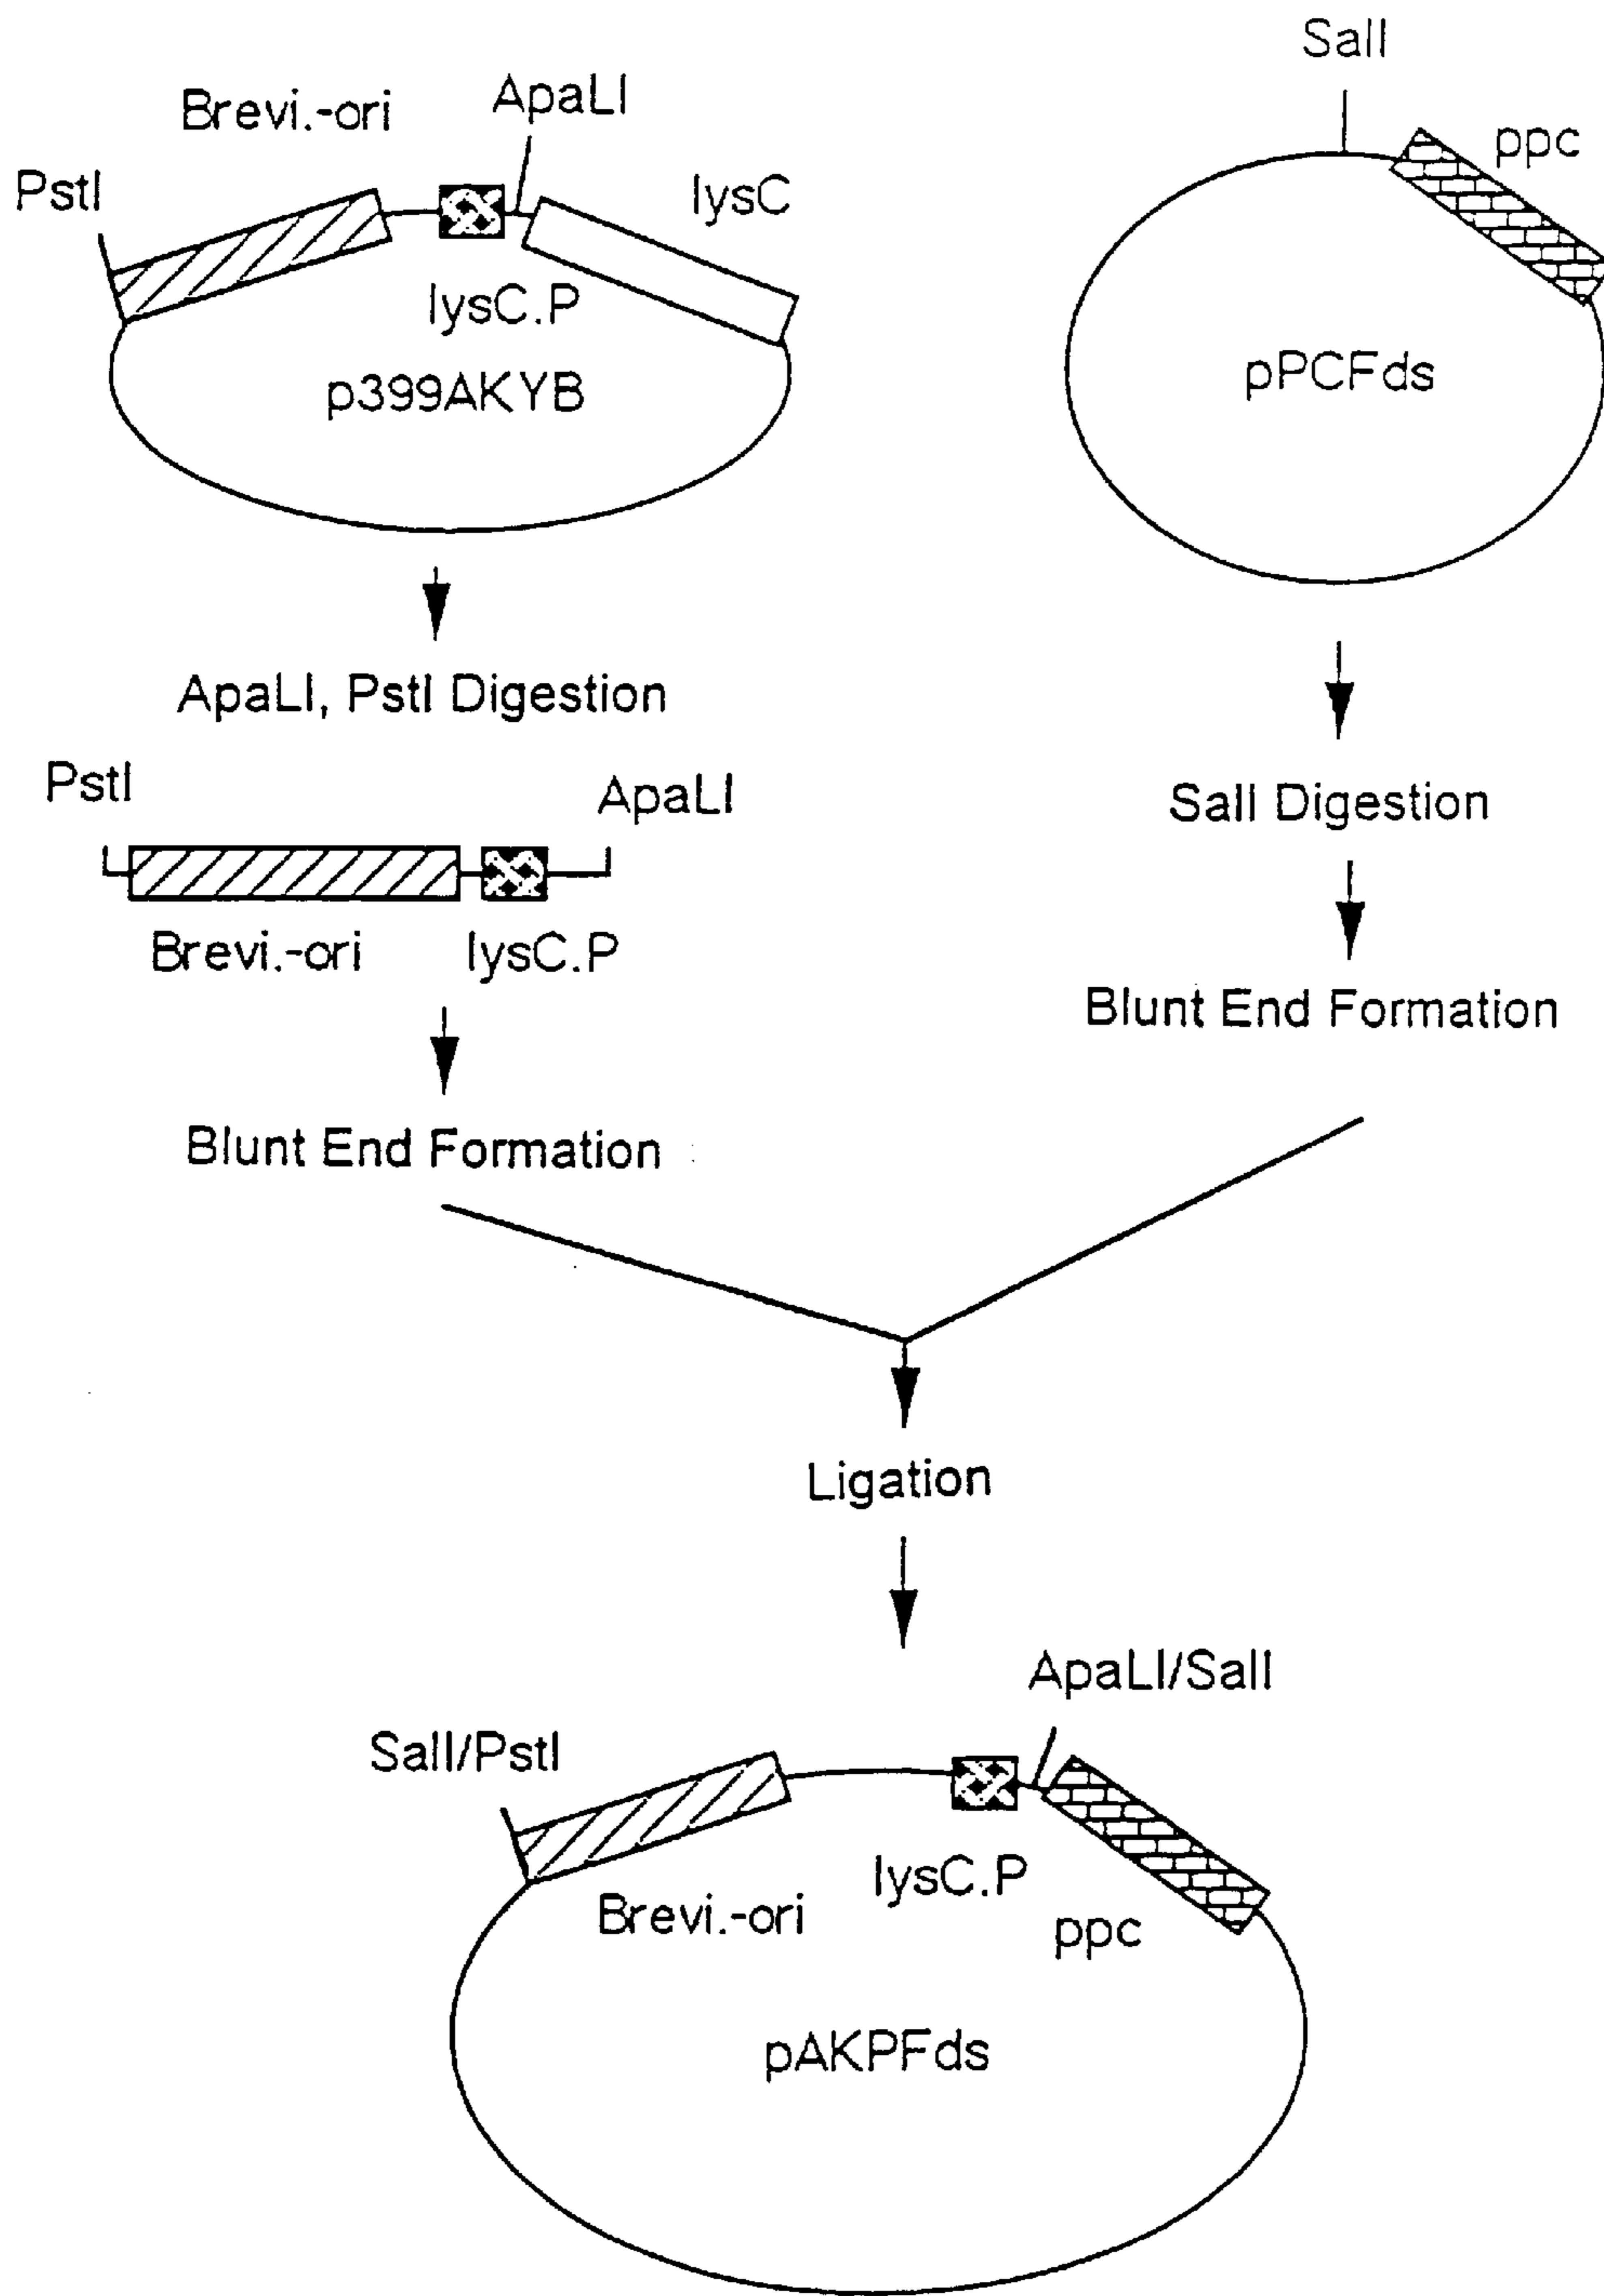 Brevi.-ori
ApaLI
PstI
lysC
lysC.P
p399AKYB
ApaLI, PstI Digestion
PstI
ApaLI
Brevi.-ori
lysC.P
Blunt End Formation
SalI
ppc
pPCFds
SalI Digestion
Blunt End Formation
Ligation
ApaLI/SalI
SalI/PstI
lysC.P
Brevi.-ori
ppc
pAKPFds